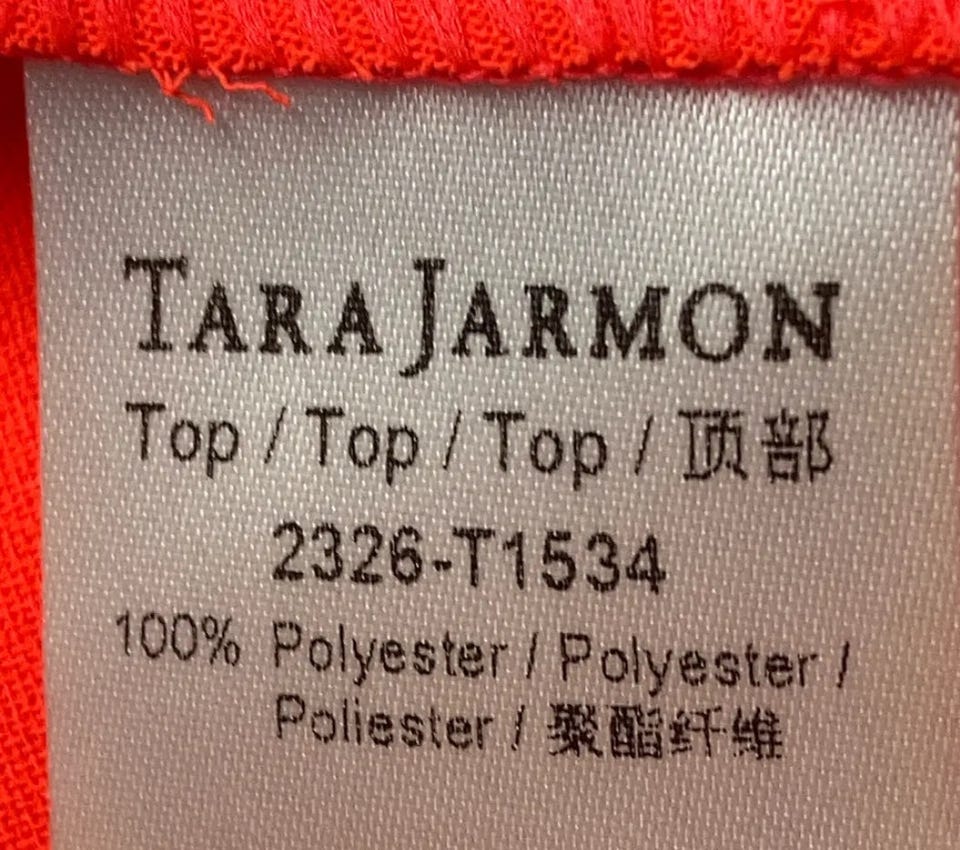 TARA JARMON
Top / Top / Top / 顶部
2326-T1534
100% Polyester / Polyester /
Poliester / 聚酯纤维